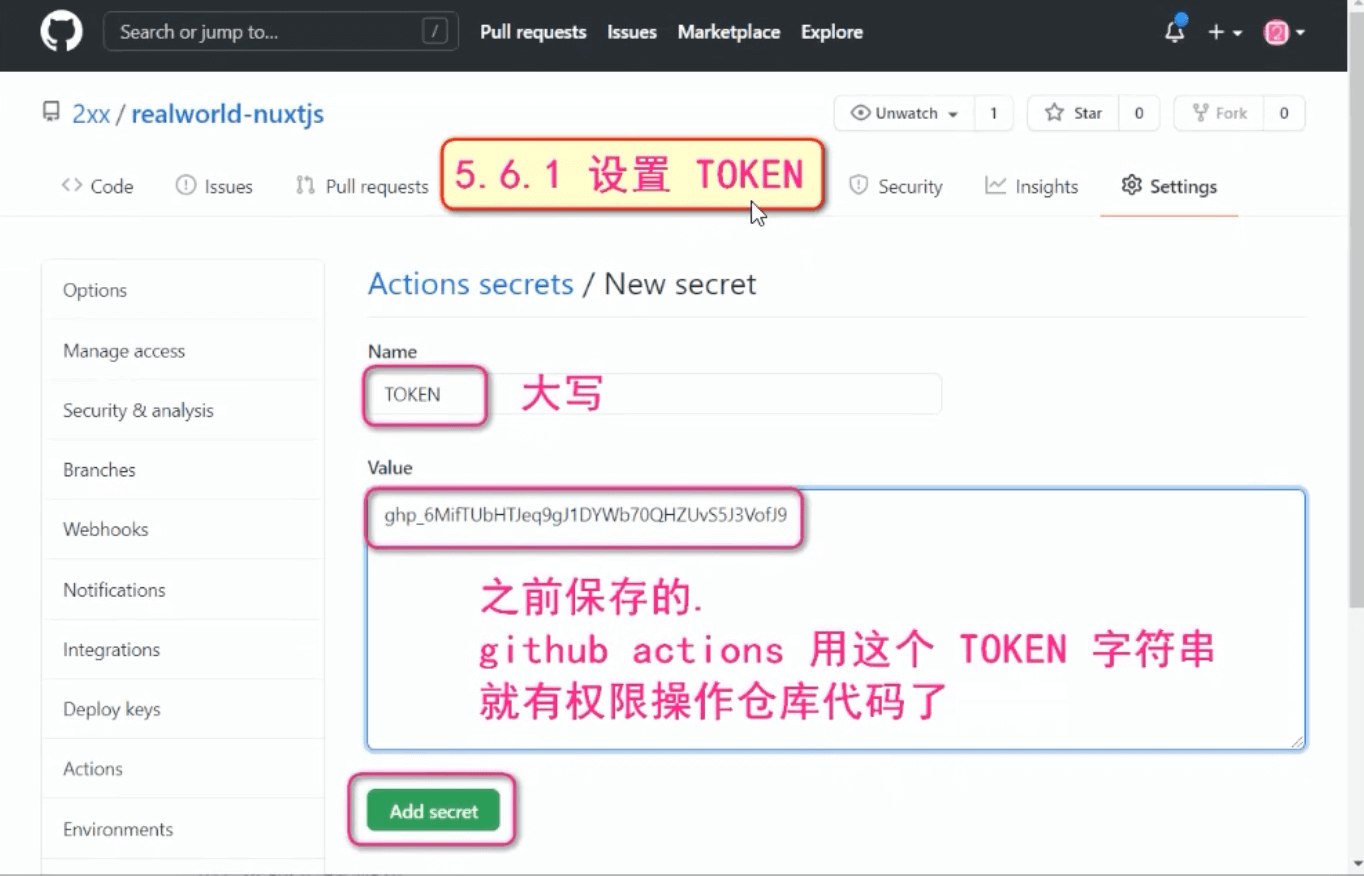 Search or jump to... /
Pull requests Issues Marketplace Explore
2xx / realworld-nuxtjs
Unwatch 1 Star 0 Fork 0
Code Issues Pull requests
5.6.1 设置 TOKEN
Security Insights Settings
Options
Manage access
Security & analysis
Branches
Webhooks
Notifications
Integrations
Deploy keys
Actions
Environments
Actions secrets / New secret
Name
TOKEN 大写
Value
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
之前保存的.
github actions 用这个 TOKEN 字符串
就有权限操作仓库代码了
Add secret